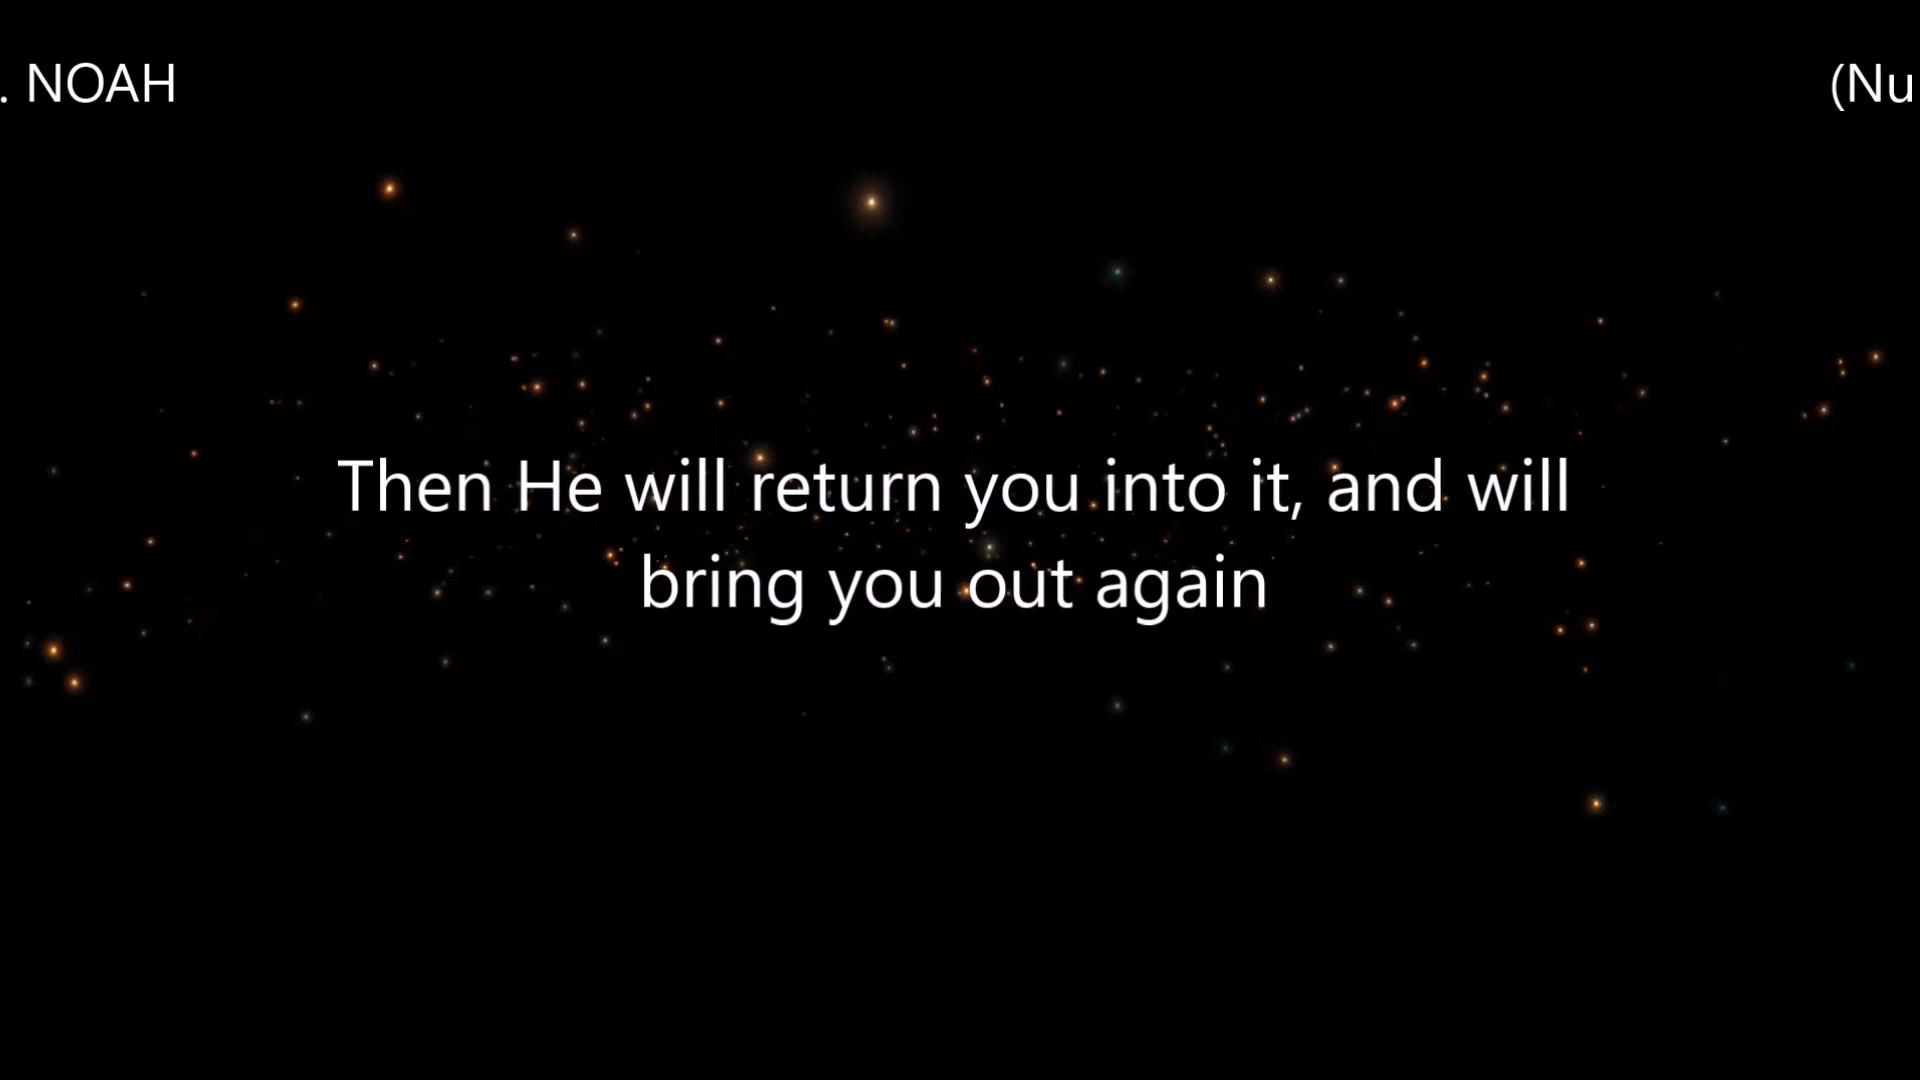 . NOAH
(Nu
Then He will return you into it, and will
bring you out again